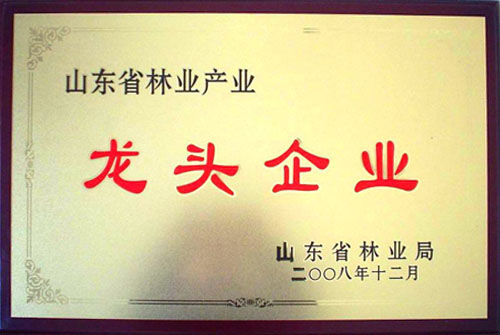 山东省林业产业
龙头企业
山东省林业局
二〇〇八年十二月